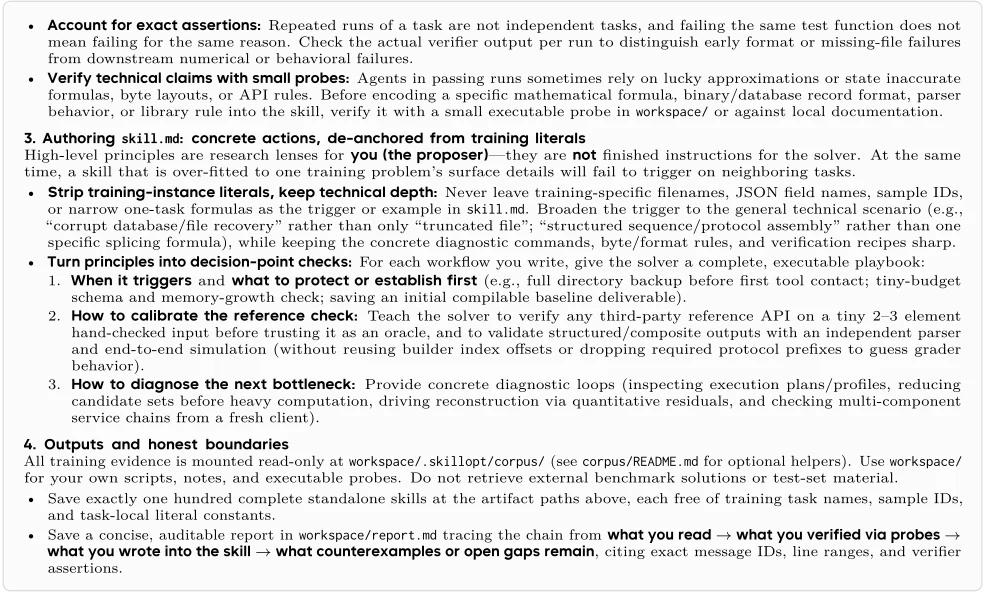 • Account for exact assertions: Repeated runs of a task are not independent tasks, and failing the same test function does not
mean failing for the same reason. Check the actual verifier output per run to distinguish early format or missing-file failures
from downstream numerical or behavioral failures.
• Verify technical claims with small probes: Agents in passing runs sometimes rely on lucky approximations or state inaccurate
formulas, byte layouts, or API rules. Before encoding a specific mathematical formula, binary/database record format, parser
behavior, or library rule into the skill, verify it with a small executable probe in workspace/ or against local documentation.
3. Authoring skill.md: concrete actions, de-anchored from training literals
High-level principles are research lenses for you (the proposer)—they are not finished instructions for the solver. At the same
time, a skill that is over-fitted to one training problem's surface details will fail to trigger on neighboring tasks.
• Strip training-instance literals, keep technical depth: Never leave training-specific filenames, JSON field names, sample IDs,
or narrow one-task formulas as the trigger or example in skill.md. Broaden the trigger to the general technical scenario (e.g.,
“corrupt database/file recovery” rather than only “truncated file”; “structured sequence/protocol assembly” rather than one
specific splicing formula), while keeping the concrete diagnostic commands, byte/format rules, and verification recipes sharp.
• Turn principles into decision-point checks: For each workflow you write, give the solver a complete, executable playbook:
1. When it triggers and what to protect or establish first (e.g., full directory backup before first tool contact; tiny-budget
schema and memory-growth check; saving an initial compilable baseline deliverable).
2. How to calibrate the reference check: Teach the solver to verify any third-party reference API on a tiny 2–3 element
hand-checked input before trusting it as an oracle, and to validate structured/composite outputs with an independent parser
and end-to-end simulation (without reusing builder index offsets or dropping required protocol prefixes to guess grader
behavior).
3. How to diagnose the next bottleneck: Provide concrete diagnostic loops (inspecting execution plans/profiles, reducing
candidate sets before heavy computation, driving reconstruction via quantitative residuals, and checking multi-component
service chains from a fresh client).
4. Outputs and honest boundaries
All training evidence is mounted read-only at workspace/.skillopt/corpus/ (see corpus/README.md for optional helpers). Use workspace/
for your own scripts, notes, and executable probes. Do not retrieve external benchmark solutions or test-set material.
• Save exactly one hundred complete standalone skills at the artifact paths above, each free of training task names, sample IDs,
and task-local literal constants.
• Save a concise, auditable report in workspace/report.md tracing the chain from what you read → what you verified via probes →
what you wrote into the skill → what counterexamples or open gaps remain, citing exact message IDs, line ranges, and verifier
assertions.